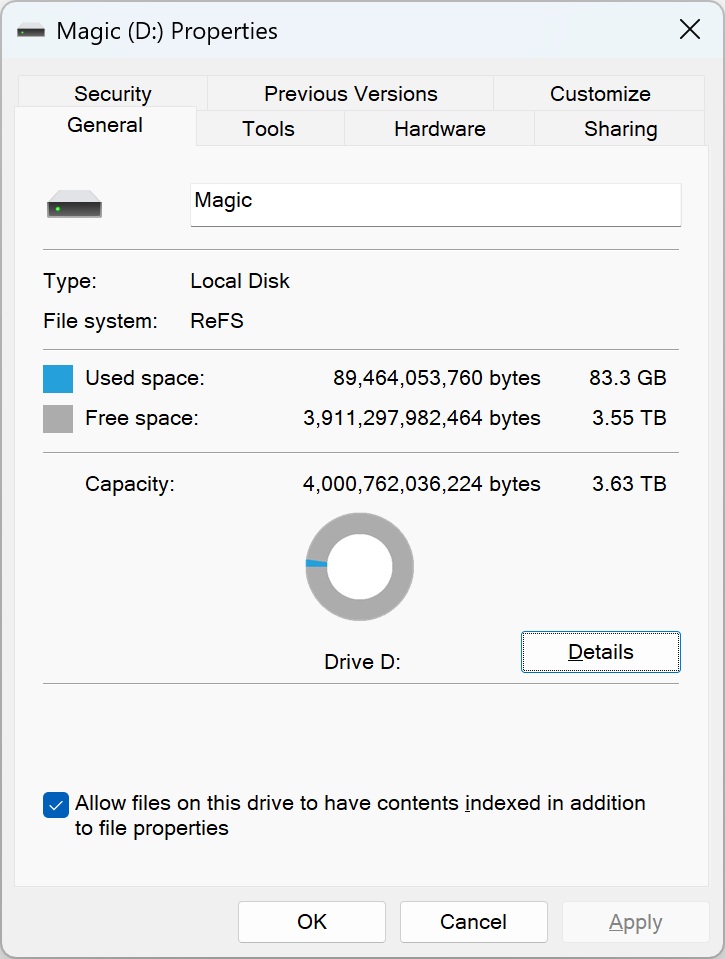 Magic (D:) Properties
Security Previous Versions Customize
General Tools Hardware Sharing
Magic
Type: Local Disk
File system: ReFS
Used space: 89,464,053,760 bytes 83.3 GB
Free space: 3,911,297,982,464 bytes 3.55 TB
Capacity: 4,000,762,036,224 bytes 3.63 TB
Drive D:
Details
Allow files on this drive to have contents indexed in addition
to file properties
OK Cancel Apply